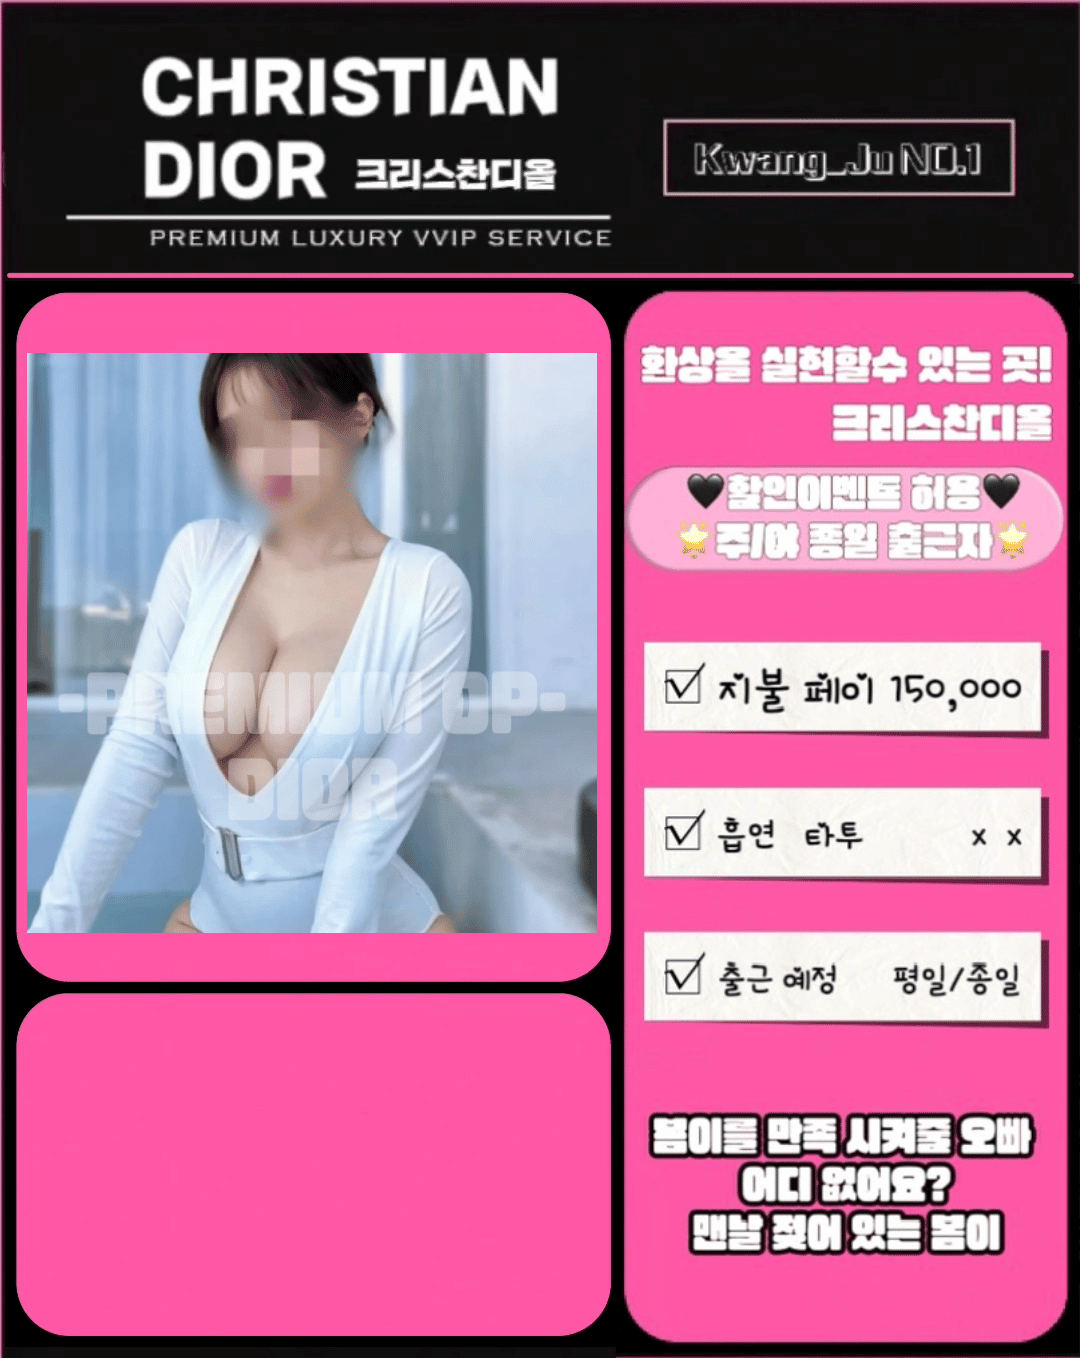 CHRISTIAN
DIOR 크리스찬디올
PREMIUM LUXURY VVIP SERVICE
Kwang_Ju NO.1
-PREMIUM OP-
DIOR
환상을 실현할수 있는 곳!
크리스찬디올
🖤할인이벤트 허용🖤
🌟주/야 종일 출근자🌟
지불 페이 150,000
흡연 타투 x x
출근 예정 평일/종일
봄이를 만족 시켜줄 오빠
어디 없어요?
맨날 젖어 있는 봄이